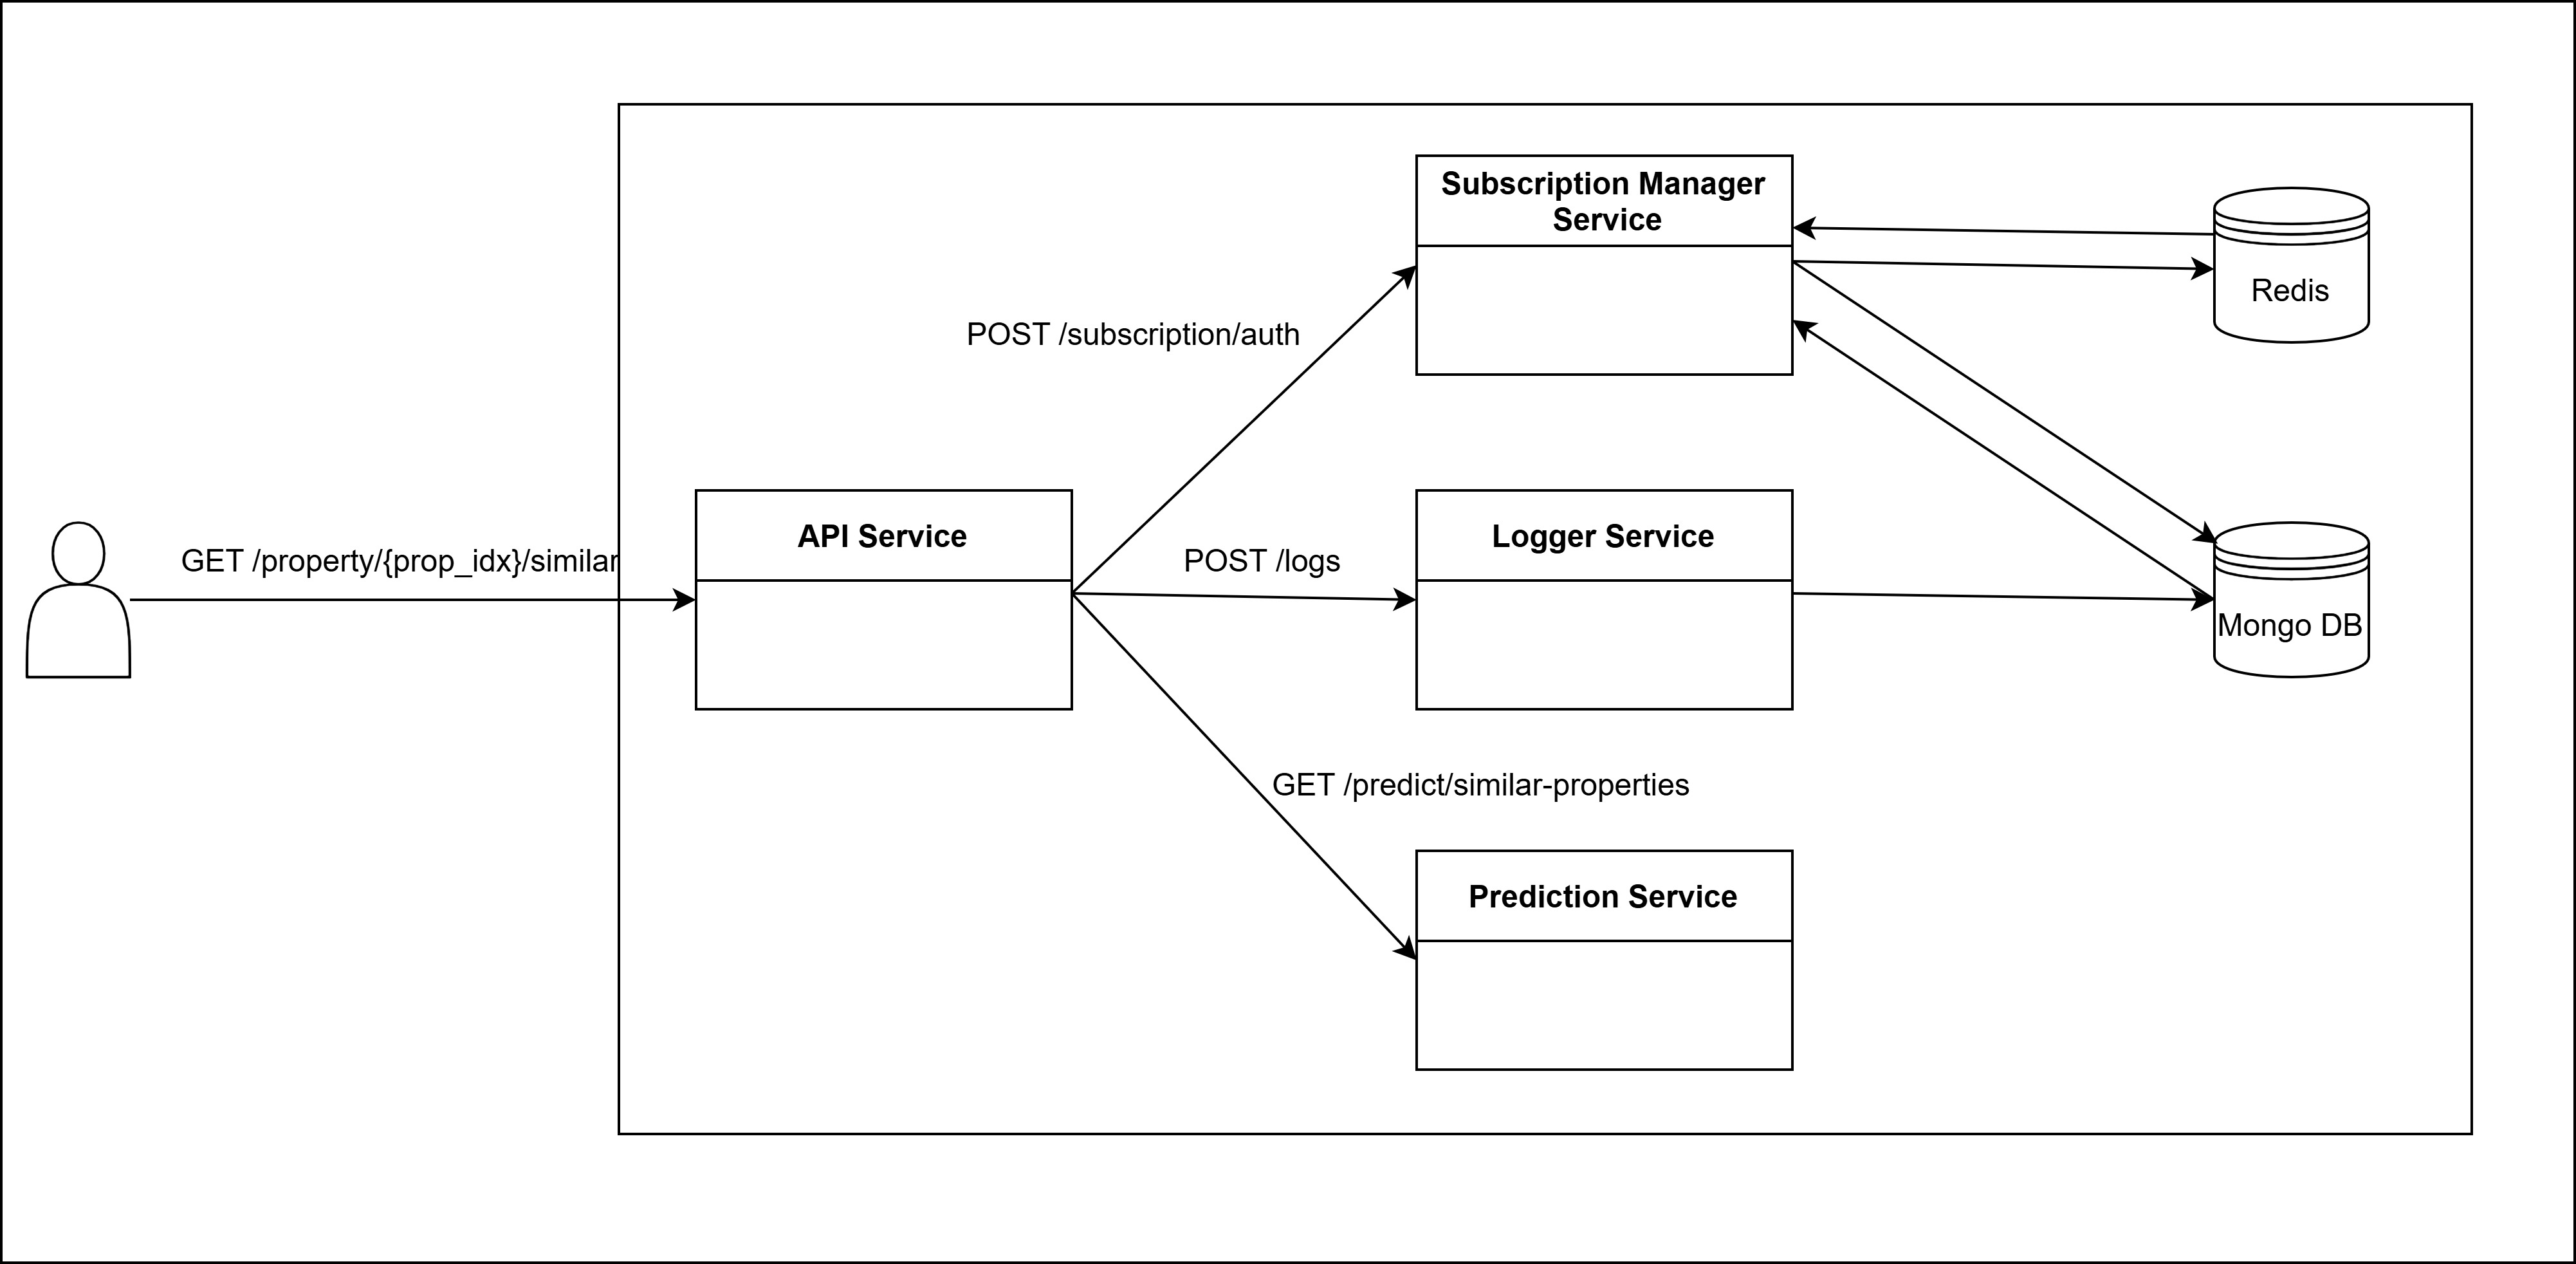 Subscription Manager
Service
Redis
POST /subscription/auth
API Service
Logger Service
GET /property/{prop_idx}/similar
POST /logs
Mongo DB
GET /predict/similar-properties
Prediction Service